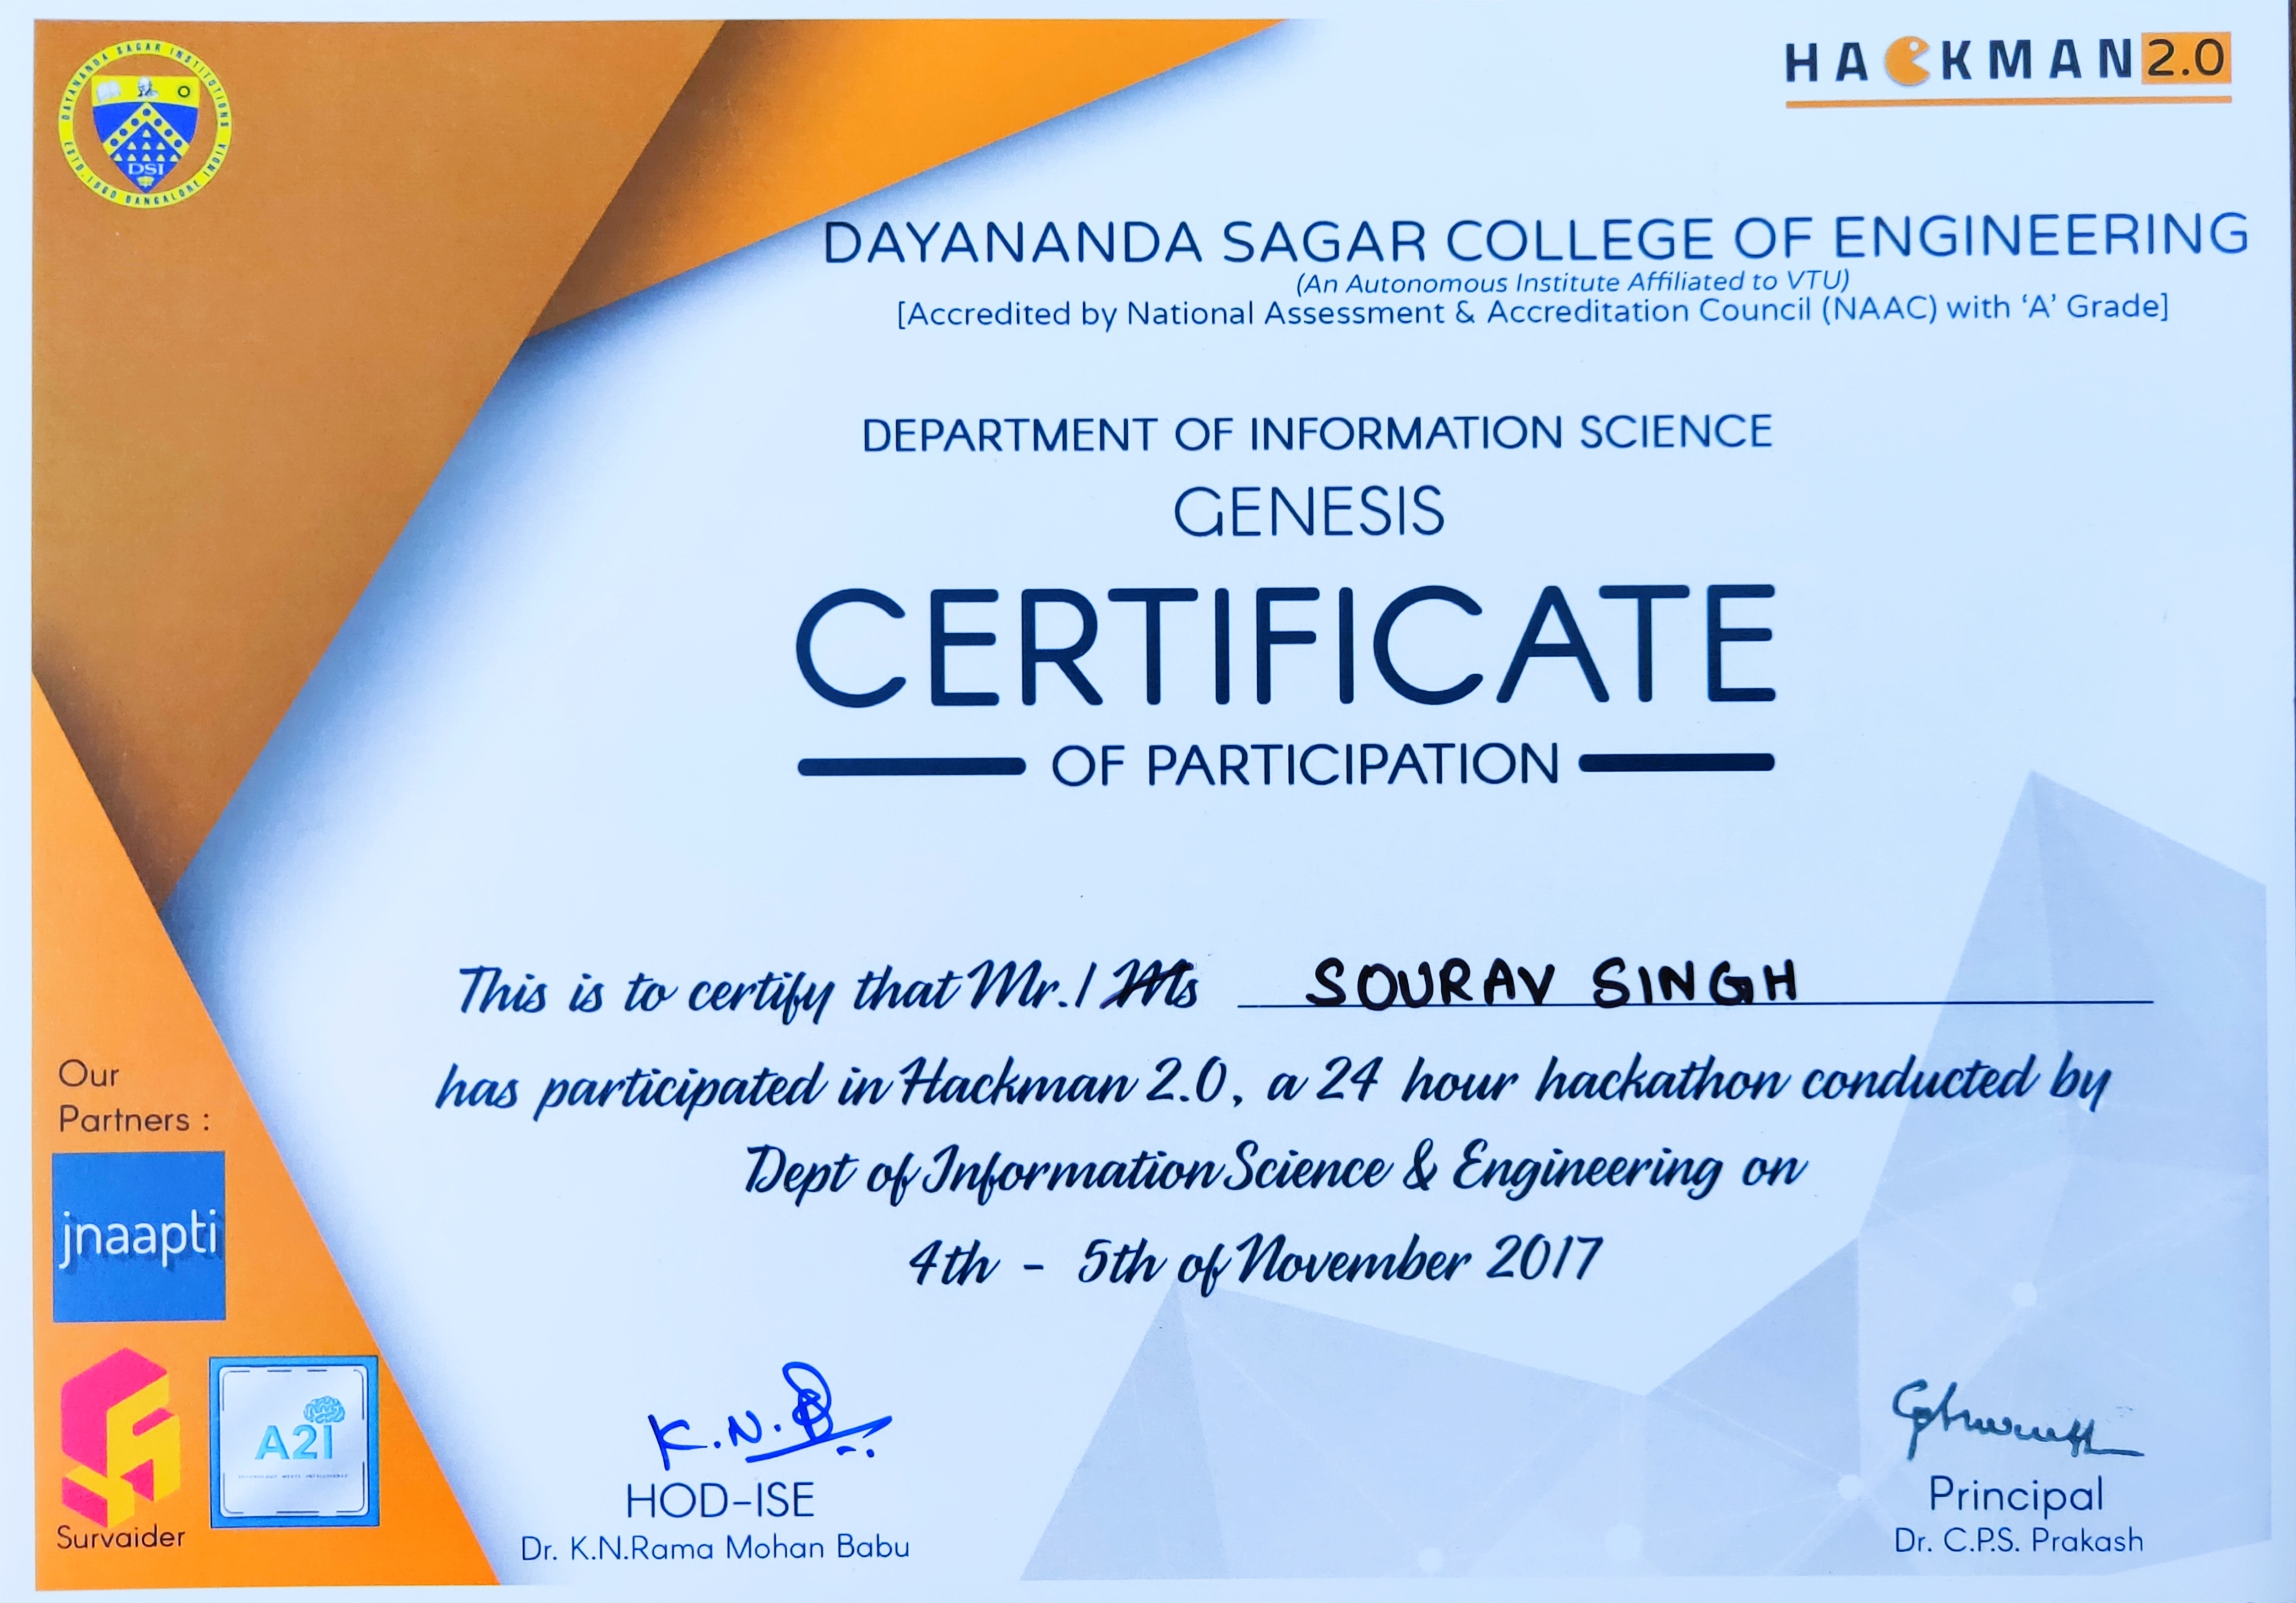 DAYANANDA SAGAR INSTITUTIONS
ESTD. 1960 BANGALORE INDIA
DSI
HACKMAN 2.0
DAYANANDA SAGAR COLLEGE OF ENGINEERING
(An Autonomous Institute Affiliated to VTU)
[Accredited by National Assessment & Accreditation Council (NAAC) with ‘A’ Grade]
DEPARTMENT OF INFORMATION SCIENCE
GENESIS
CERTIFICATE
OF PARTICIPATION
This is to certify that Mr. / Ms SOURAV SINGH
has participated in Hackman 2.0, a 24 hour hackathon conducted by
Dept of Information Science & Engineering on
4th - 5th of November 2017
Our
Partners :
jnaapti
Survaider
A2I
K.N.
HOD-ISE
Dr. K.N.Rama Mohan Babu
Principal
Dr. C.P.S. Prakash